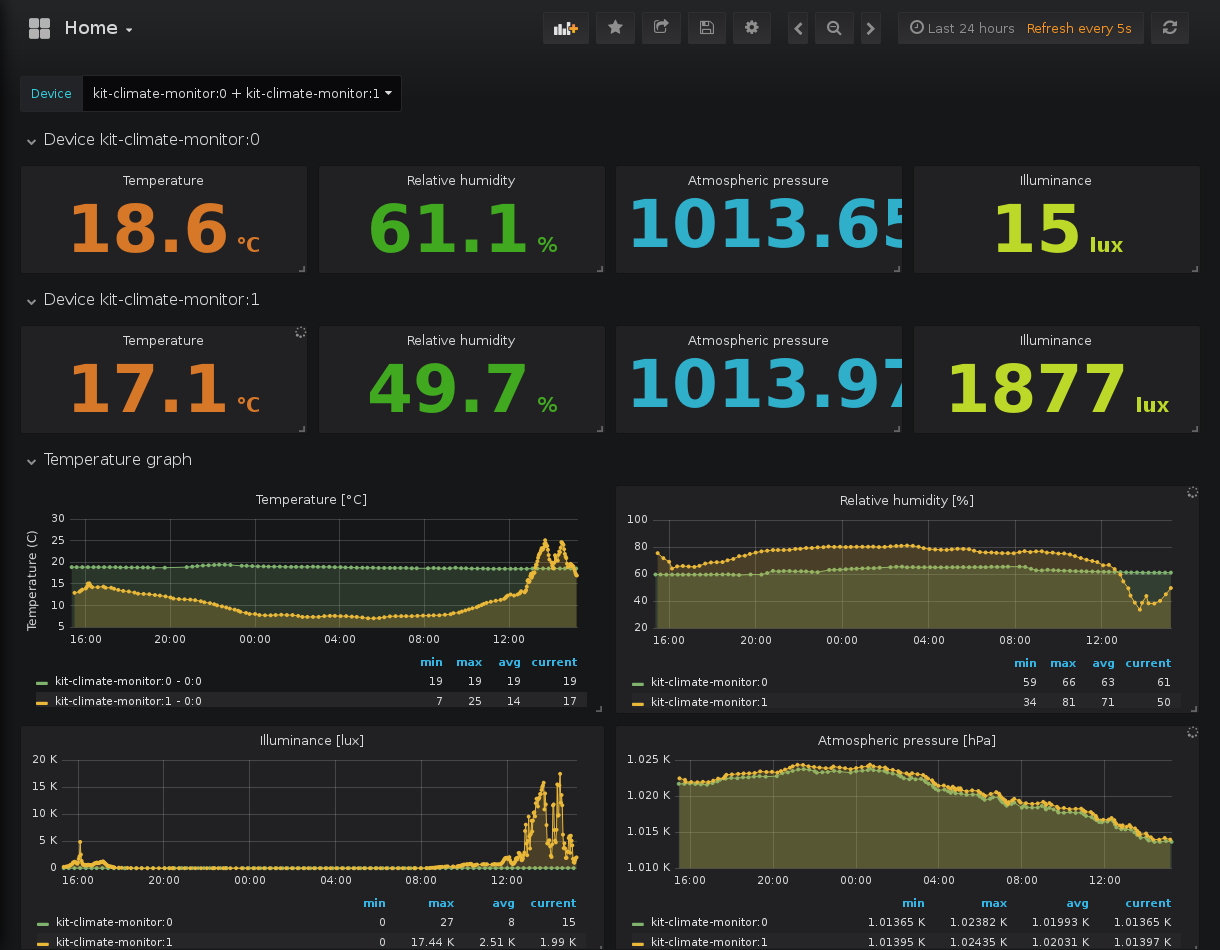 Home
Last 24 hours Refresh every 5s
Device kit-climate-monitor:0 + kit-climate-monitor:1
Device kit-climate-monitor:0
Temperature Relative humidity Atmospheric pressure Illuminance
18.6 °C 61.1 % 1013.65 15 lux
Device kit-climate-monitor:1
Temperature Relative humidity Atmospheric pressure Illuminance
17.1 °C 49.7 % 1013.97 1877 lux
Temperature graph
Temperature [°C]
Temperature (C)
30
25
20
15
10
5
16:00 20:00 00:00 04:00 08:00 12:00
min max avg current
kit-climate-monitor:0 - 0:0 19 19 19 19
kit-climate-monitor:1 - 0:0 7 25 14 17
Relative humidity [%]
100
80
60
40
20
16:00 20:00 00:00 04:00 08:00 12:00
min max avg current
kit-climate-monitor:0 59 66 63 61
kit-climate-monitor:1 34 81 71 50
Illuminance [lux]
20 K
15 K
10 K
5 K
0
16:00 20:00 00:00 04:00 08:00 12:00
min max avg current
kit-climate-monitor:0 0 27 8 15
kit-climate-monitor:1 0 17.44 K 2.51 K 1.99 K
Atmospheric pressure [hPa]
1.025 K
1.020 K
1.015 K
1.010 K
16:00 20:00 00:00 04:00 08:00 12:00
min max avg current
kit-climate-monitor:0 1.01365 K 1.02382 K 1.01993 K 1.01365 K
kit-climate-monitor:1 1.01395 K 1.02435 K 1.02031 K 1.01397 K